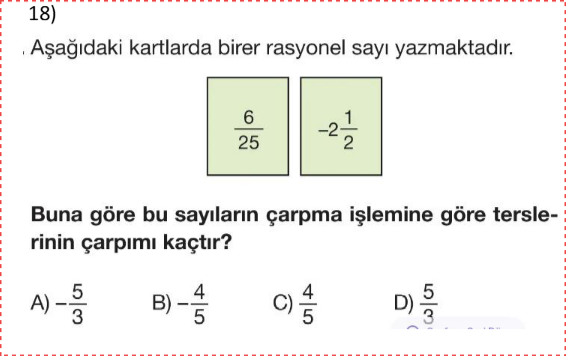 18)
Aşağıdaki kartlarda birer rasyonel sayı yazmaktadır.
6/25   −2 1/2
Buna göre bu sayıların çarpma işlemine göre tersle-
rinin çarpımı kaçtır?
A) −5/3   B) −4/5   C) 4/5   D) 5/3